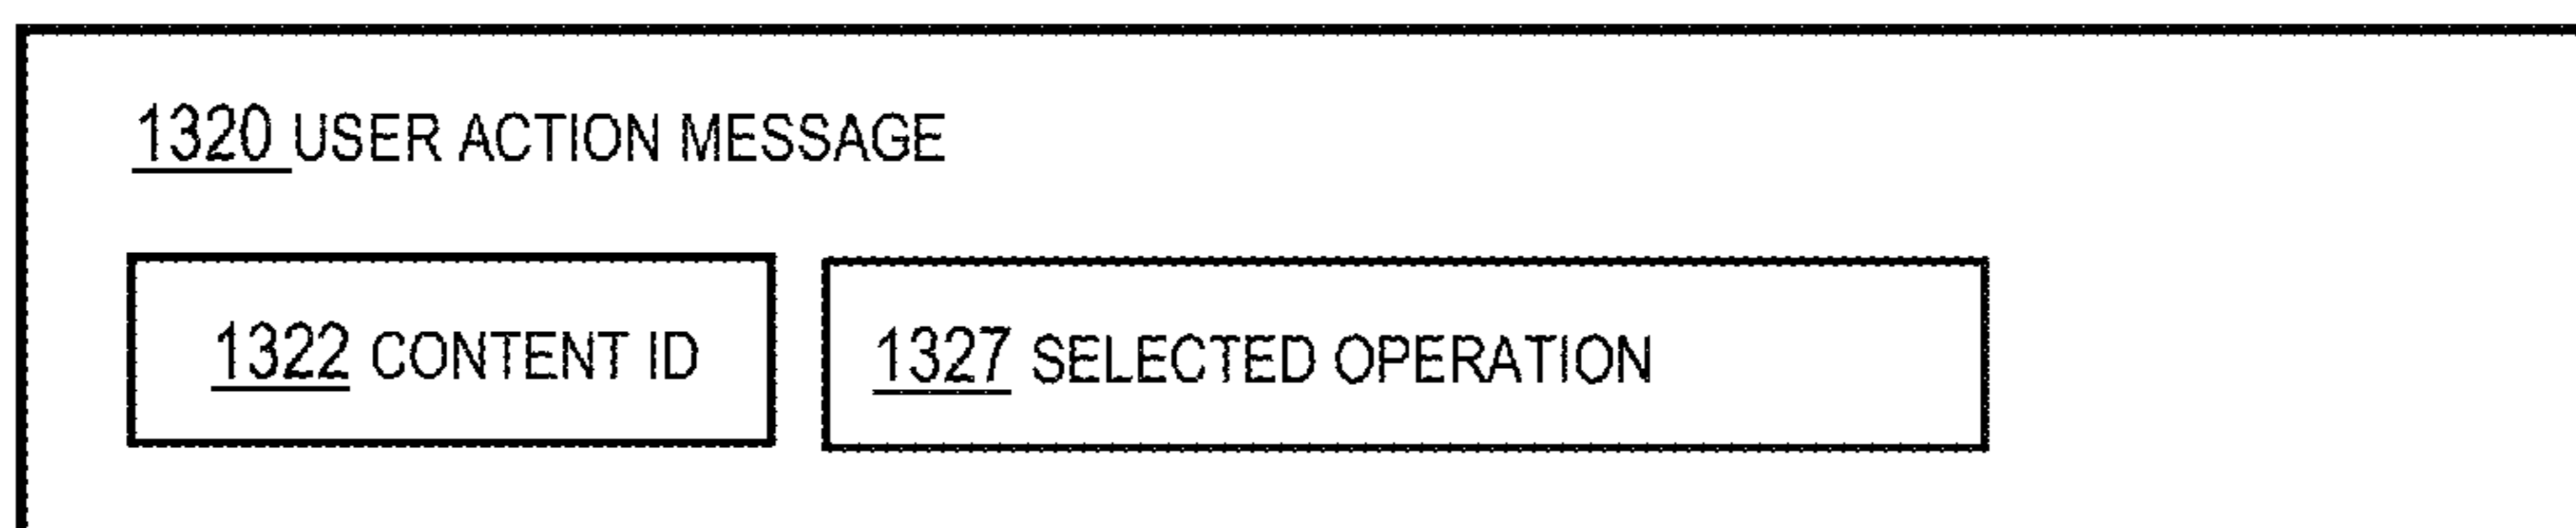 1320 USER ACTION MESSAGE
1322 CONTENT ID
1327 SELECTED OPERATION